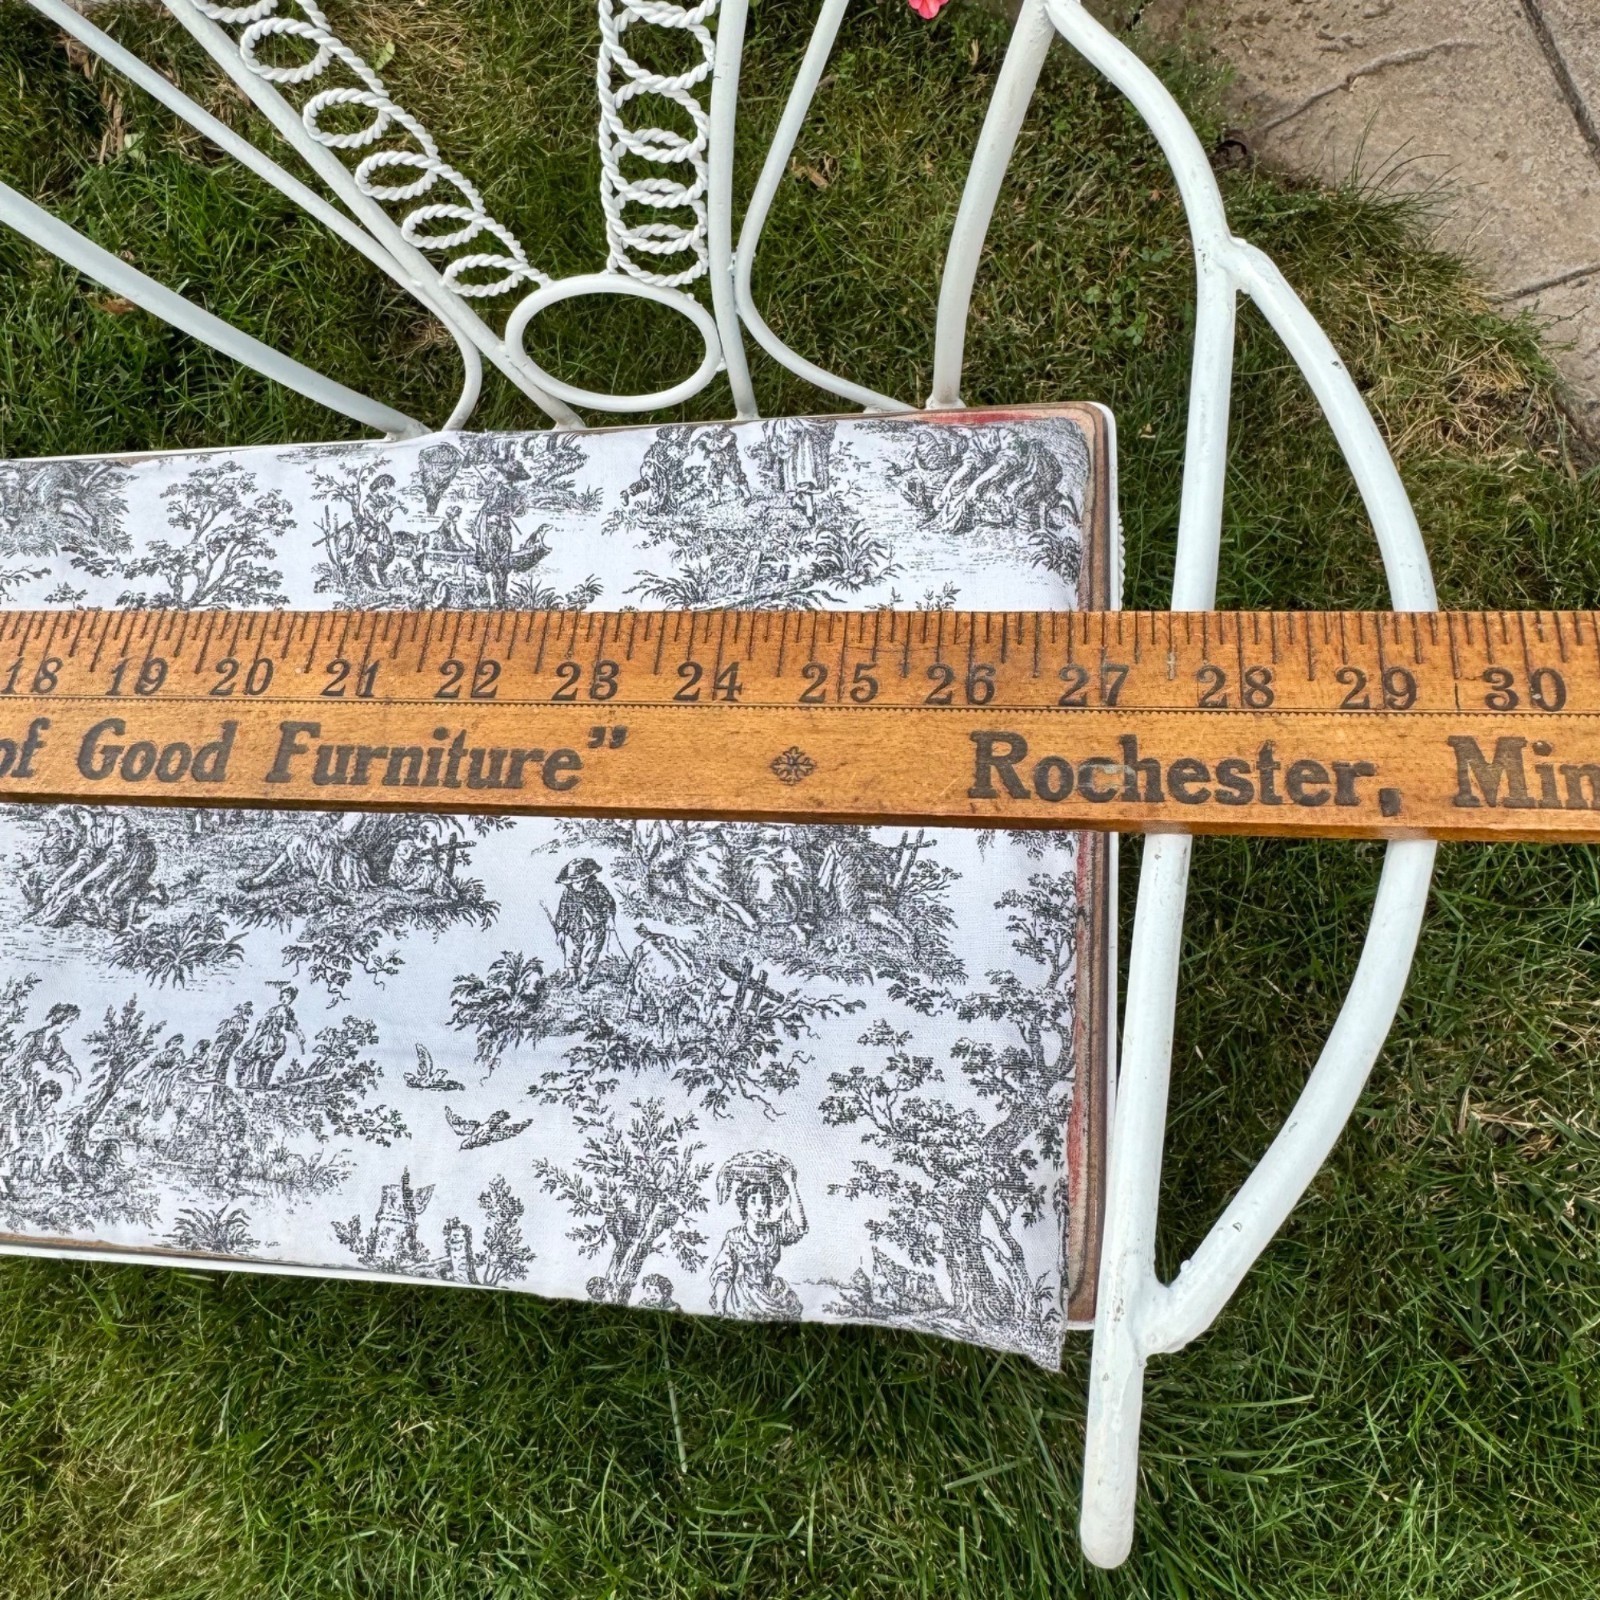 18 19 20 21 22 23 24 25 26 27 28 29 30
of Good Furniture" Rochester, Min